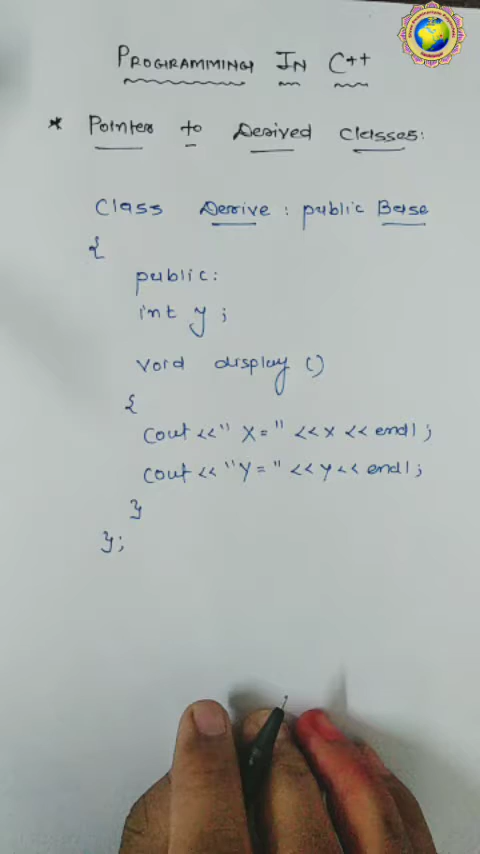 PROGRAMMING IN C++
* Pointers to Derived Classes:
Class Derive : public Base
{
public:
int y ;
void display ()
{
cout <<" X = " <<x << endl ;
cout <<"Y = " << y << endl ;
}
};